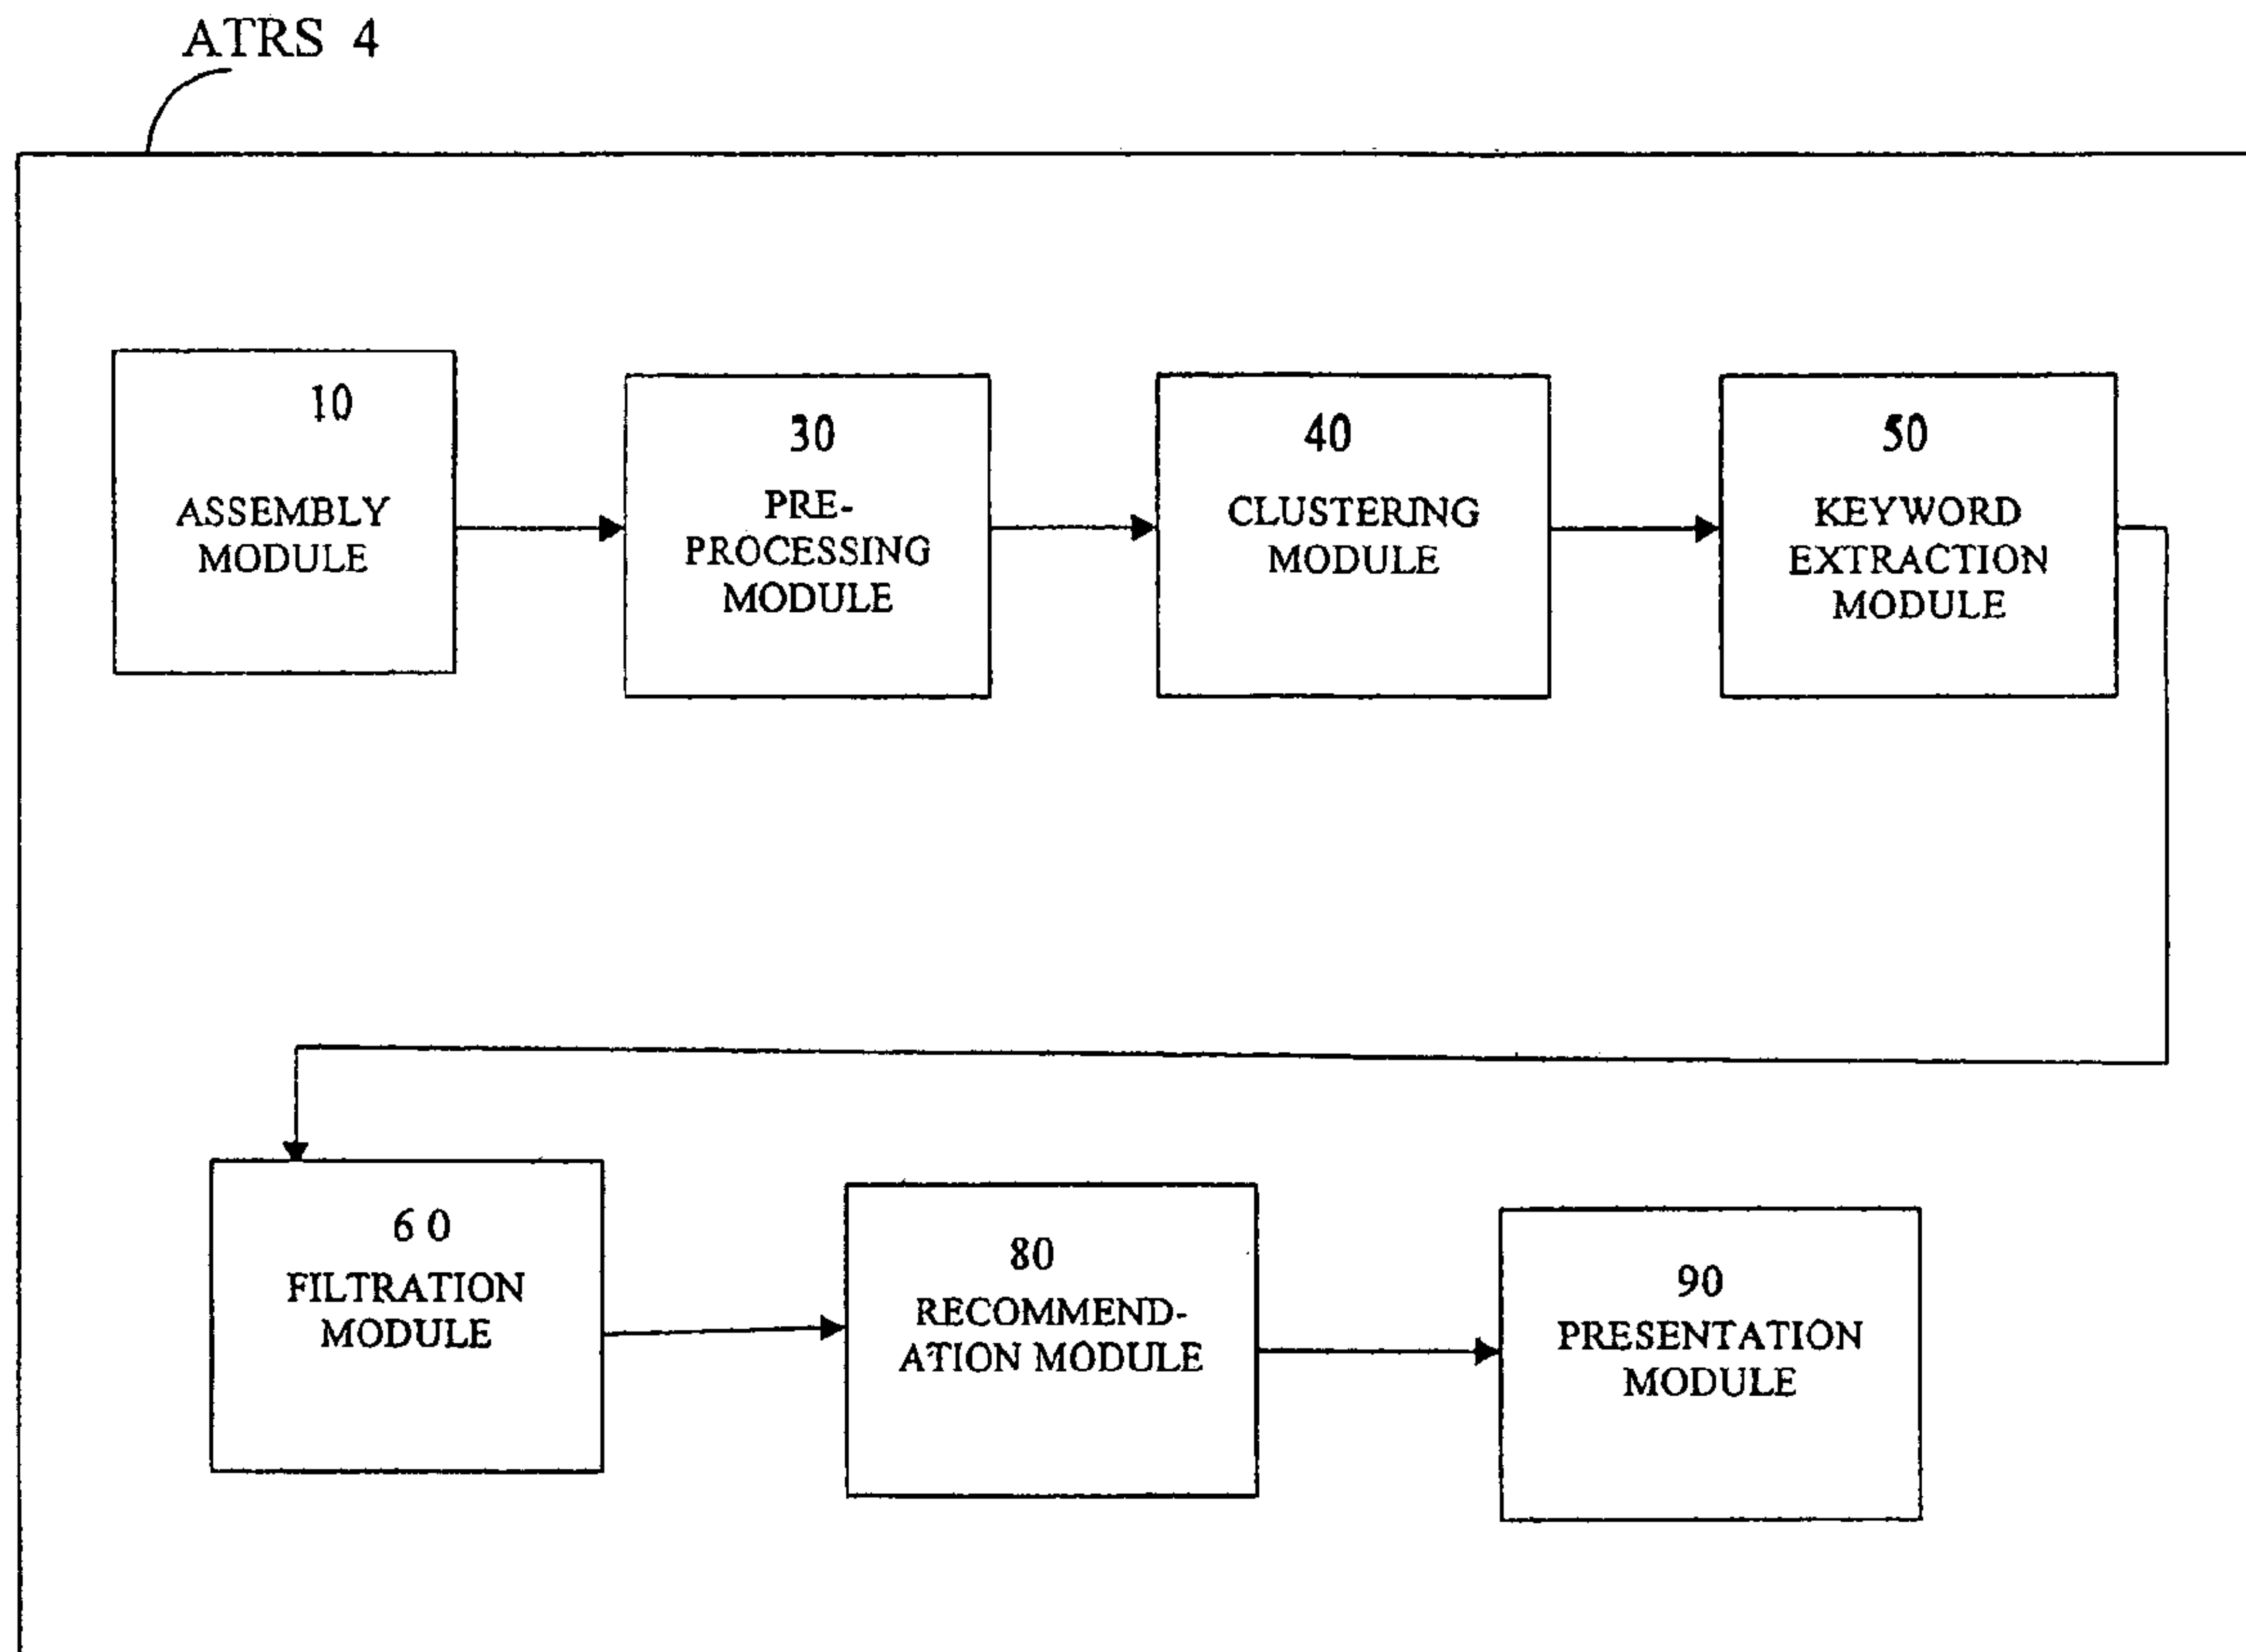 ATRS 4
10
ASSEMBLY
MODULE
30
PRE-
PROCESSING
MODULE
40
CLUSTERING
MODULE
50
KEYWORD
EXTRACTION
MODULE
6 0
FILTRATION
MODULE
80
RECOMMEND-
ATION MODULE
90
PRESENTATION
MODULE